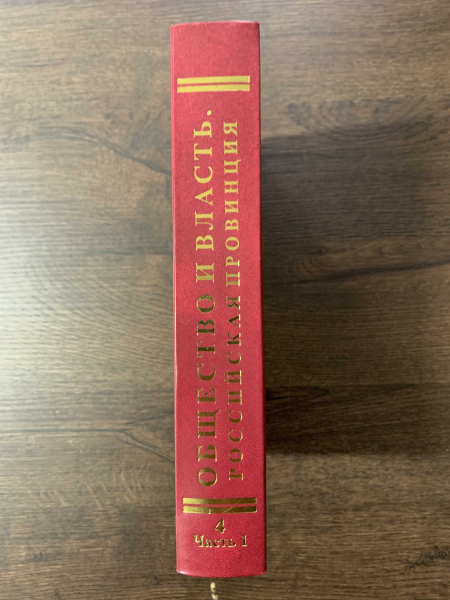 ОБЩЕСТВО И ВЛАСТЬ.
РОССИЙСКАЯ ПРОВИНЦИЯ
4
Часть 1